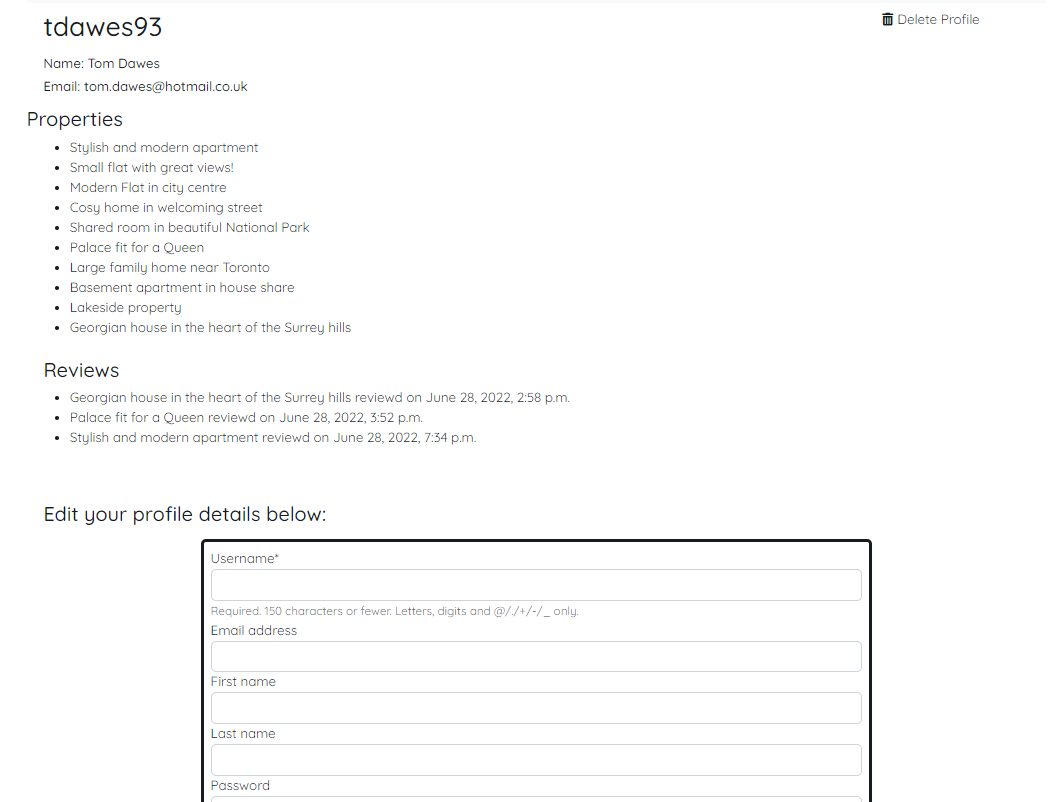 tdawes93
Delete Profile
Name: Tom Dawes
Email: tom.dawes@hotmail.co.uk
Properties
Stylish and modern apartment
Small flat with great views!
Modern Flat in city centre
Cosy home in welcoming street
Shared room in beautiful National Park
Palace fit for a Queen
Large family home near Toronto
Basement apartment in house share
Lakeside property
Georgian house in the heart of the Surrey hills
Reviews
Georgian house in the heart of the Surrey hills reviewd on June 28, 2022, 2:58 p.m.
Palace fit for a Queen reviewd on June 28, 2022, 3:52 p.m.
Stylish and modern apartment reviewd on June 28, 2022, 7:34 p.m.
Edit your profile details below:
Username*
Required. 150 characters or fewer. Letters, digits and @/./+/-/_ only.
Email address
First name
Last name
Password